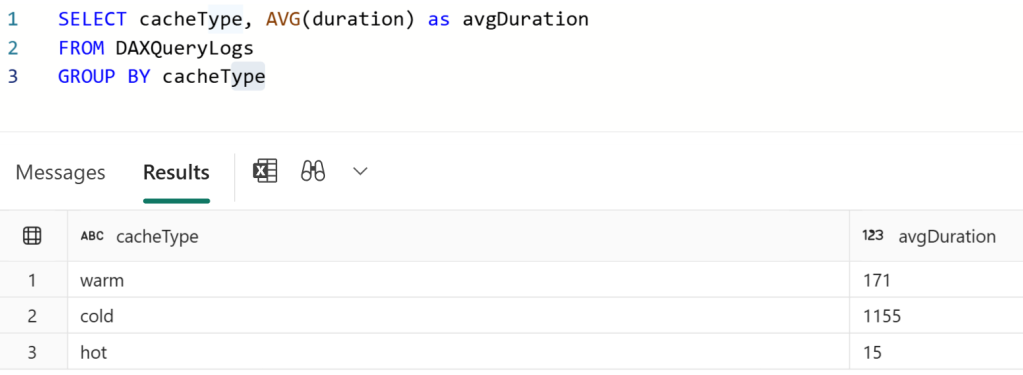 1 SELECT cacheType, AVG(duration) as avgDuration
2 FROM DAXQueryLogs
3 GROUP BY cacheType
Messages Results
ABC cacheType 123 avgDuration
1 warm 171
2 cold 1155
3 hot 15